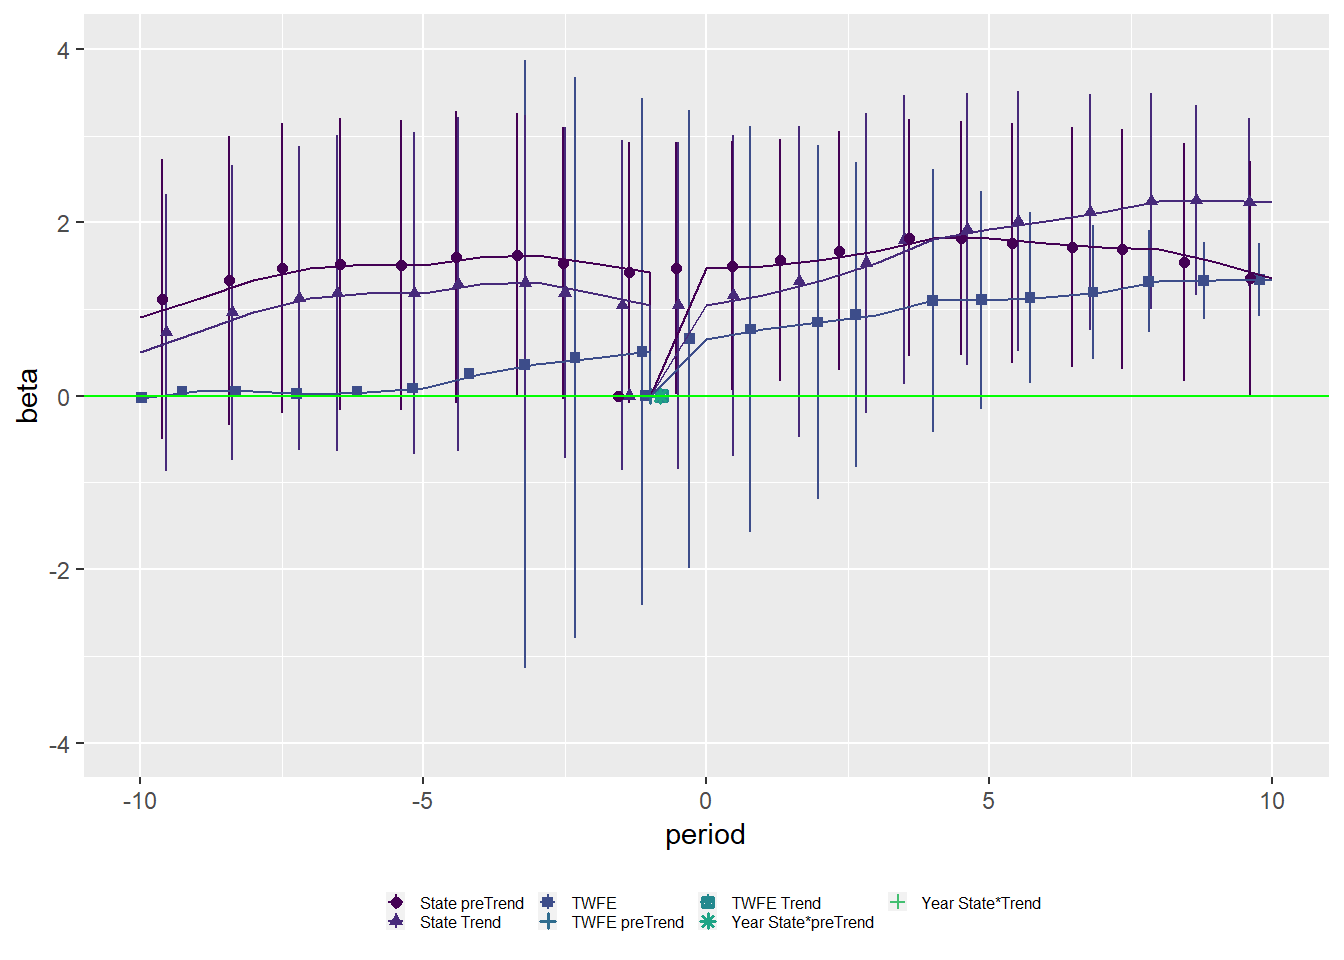 4
2
0
-2
-4
beta
-10 -5 0 5 10
period
State preTrend TWFE TWFE Trend Year State*Trend
State Trend TWFE preTrend Year State*preTrend